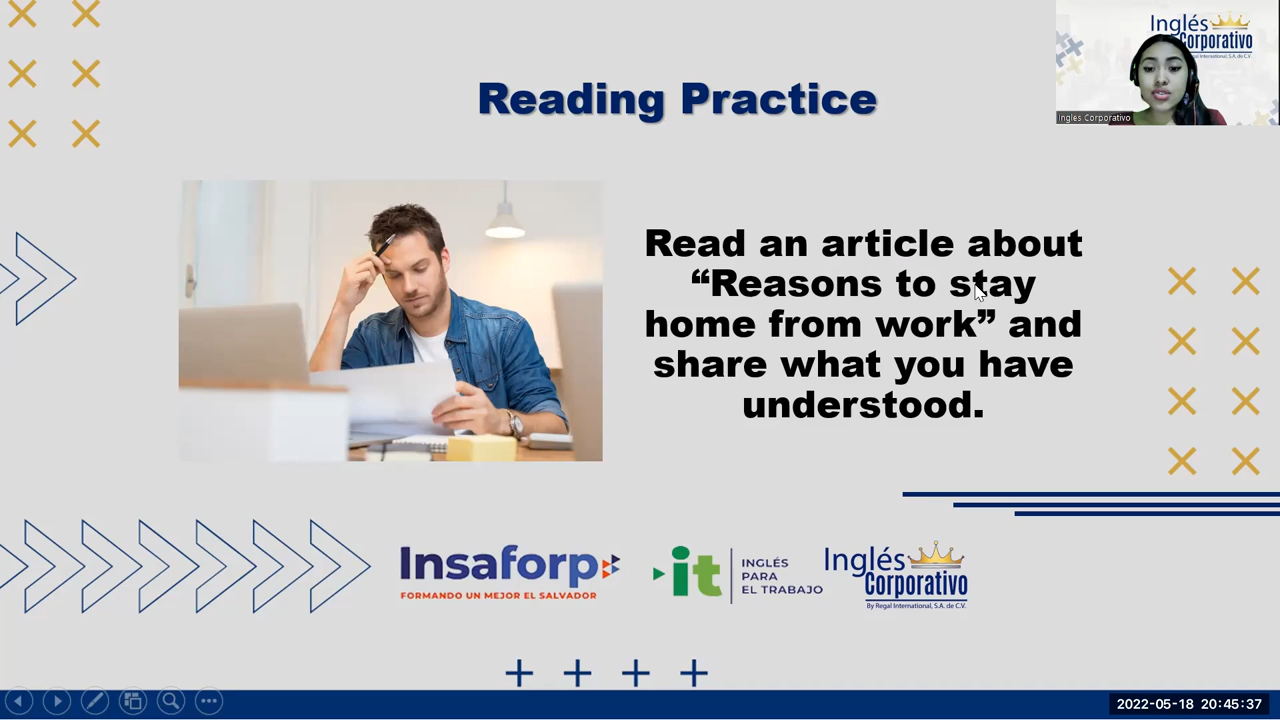 Inglés
Corporativo
Ingles Corporativo
Reading Practice
Read an article about
“Reasons to stay
home from work” and
share what you have
understood.
Insaforp
FORMANDO UN MEJOR EL SALVADOR
it
INGLÉS
PARA
EL TRABAJO
Inglés
Corporativo
By Regal International, S.A. de C.V.
2022-05-18 20:45:37